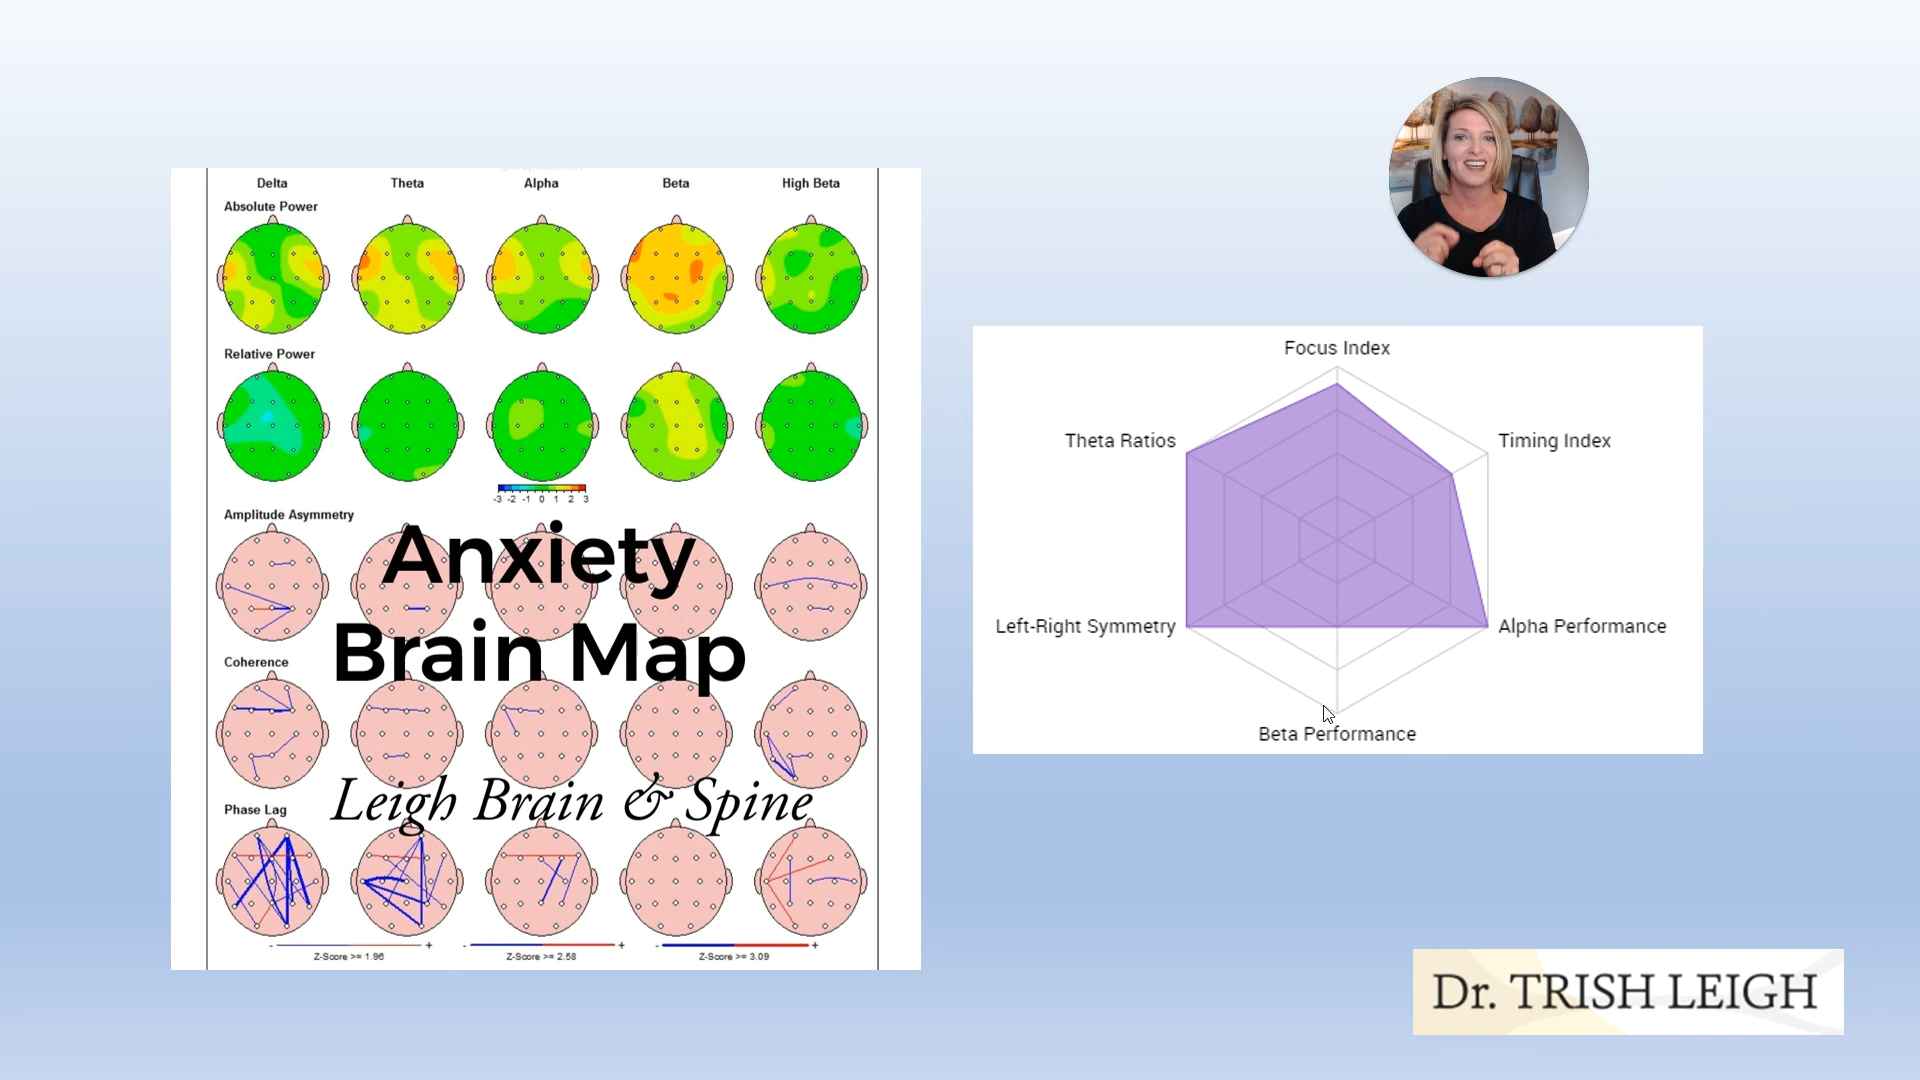 Delta Theta Alpha Beta High Beta
Absolute Power
Relative Power
-3 -2 -1 0 1 2 3
Amplitude Asymmetry
Anxiety
Brain Map
Coherence
Leigh Brain & Spine
Phase Lag
- + - + - +
Z-Score >= 1.96 Z-Score >= 2.58 Z-Score >= 3.09
Focus Index
Theta Ratios
Timing Index
Left-Right Symmetry
Alpha Performance
Beta Performance
Dr. TRISH LEIGH